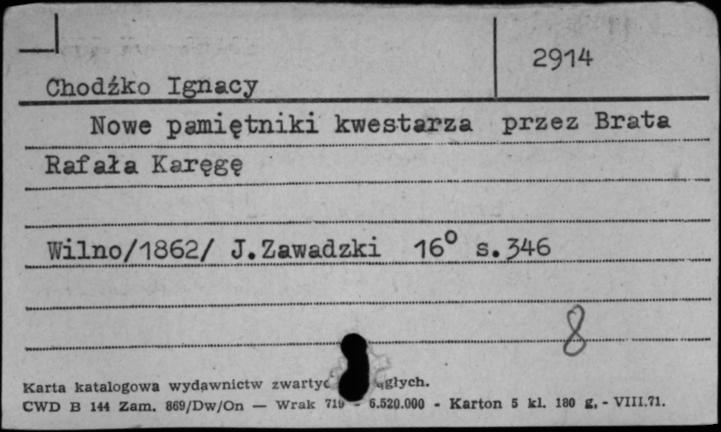 2914
Chodźko Ignacy
Nowe pamiętniki kwestarza przez Brata
Rafała Karęgę
Wilno/1862/ J.Zawadzki 16° s.346
8
Karta katalogowa wydawnictw
CWD B 144 Zam. 869/Dw/On — Wrak 719 - 6.520.000 - Karton 5 kl. 180 g. - VIII.71.